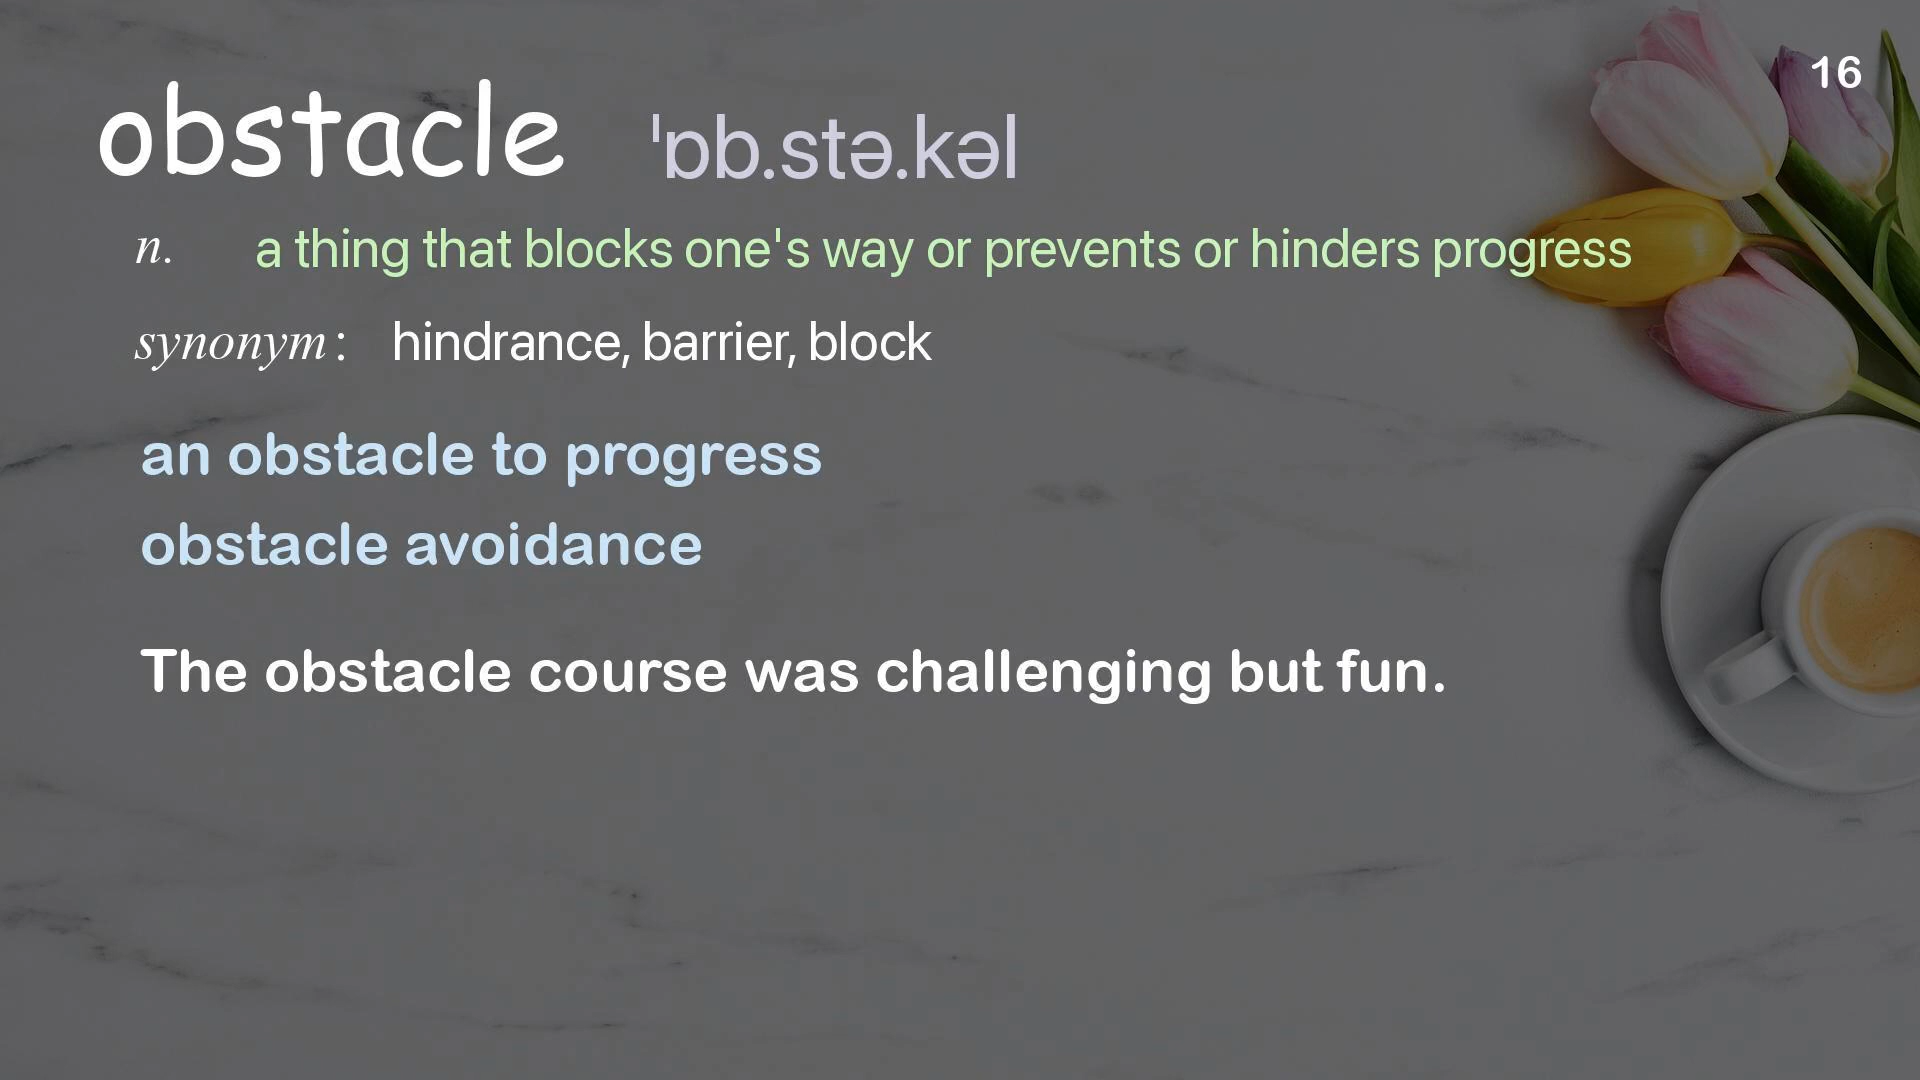 16
obstacle ˈɒb.stə.kəl
n. a thing that blocks one's way or prevents or hinders progress
synonym: hindrance, barrier, block
an obstacle to progress
obstacle avoidance
The obstacle course was challenging but fun.